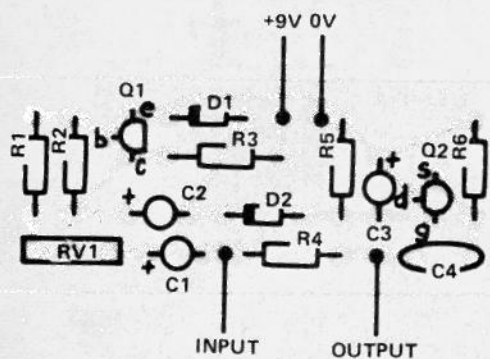 +9V 0V
Q1
e
D1
R1
R2
b
c
R3
R5
Q2
R6
+
s
d
g
+
C2
D2
RV1
+
C1
R4
C3
C4
INPUT
OUTPUT